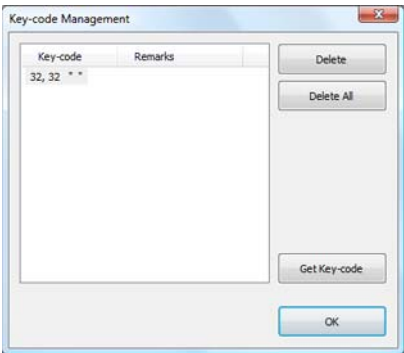 Key-code Management
Key-code Remarks
32, 32 " "
Delete
Delete All
Get Key-code
OK